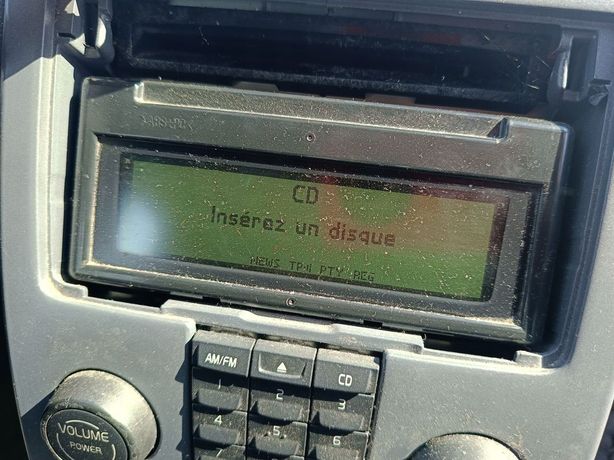 CD
Insérez un disque
NEWS TP PTY REG
AM/FM
CD
1
2
3
4
5
6
VOLUME
POWER